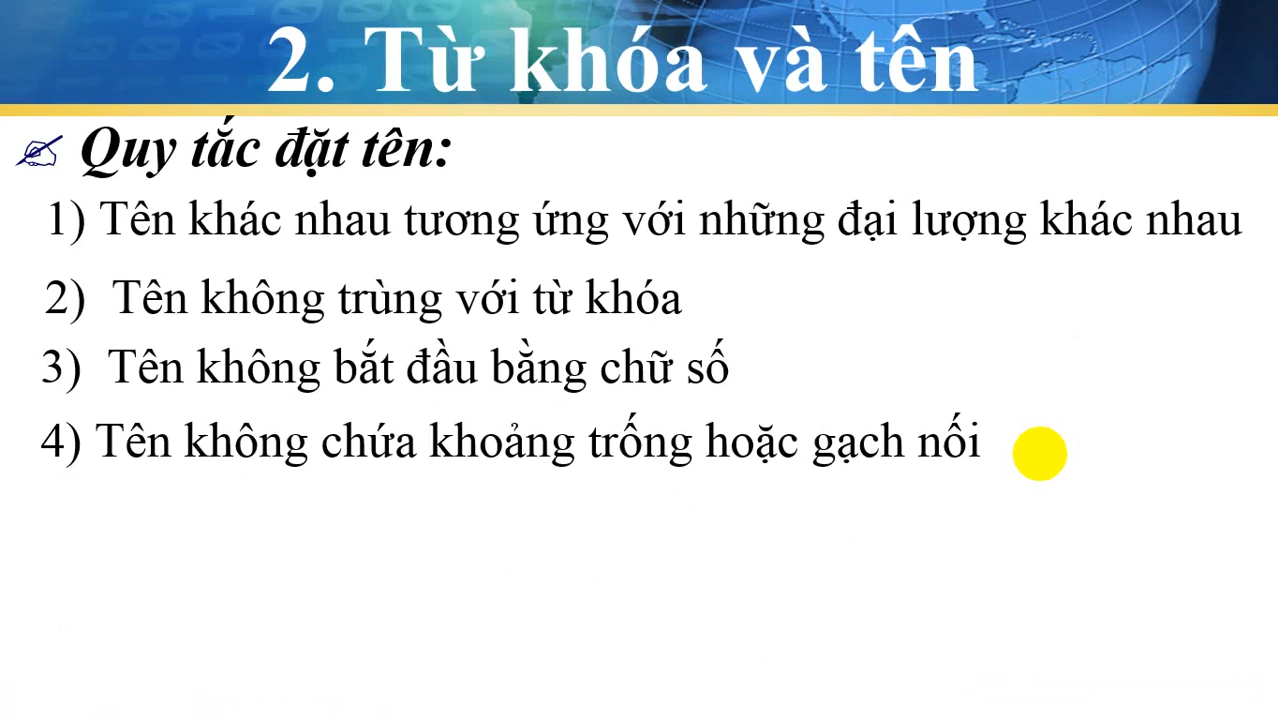 2. Từ khóa và tên
Quy tắc đặt tên:
1) Tên khác nhau tương ứng với những đại lượng khác nhau
2) Tên không trùng với từ khóa
3) Tên không bắt đầu bằng chữ số
4) Tên không chứa khoảng trống hoặc gạch nối